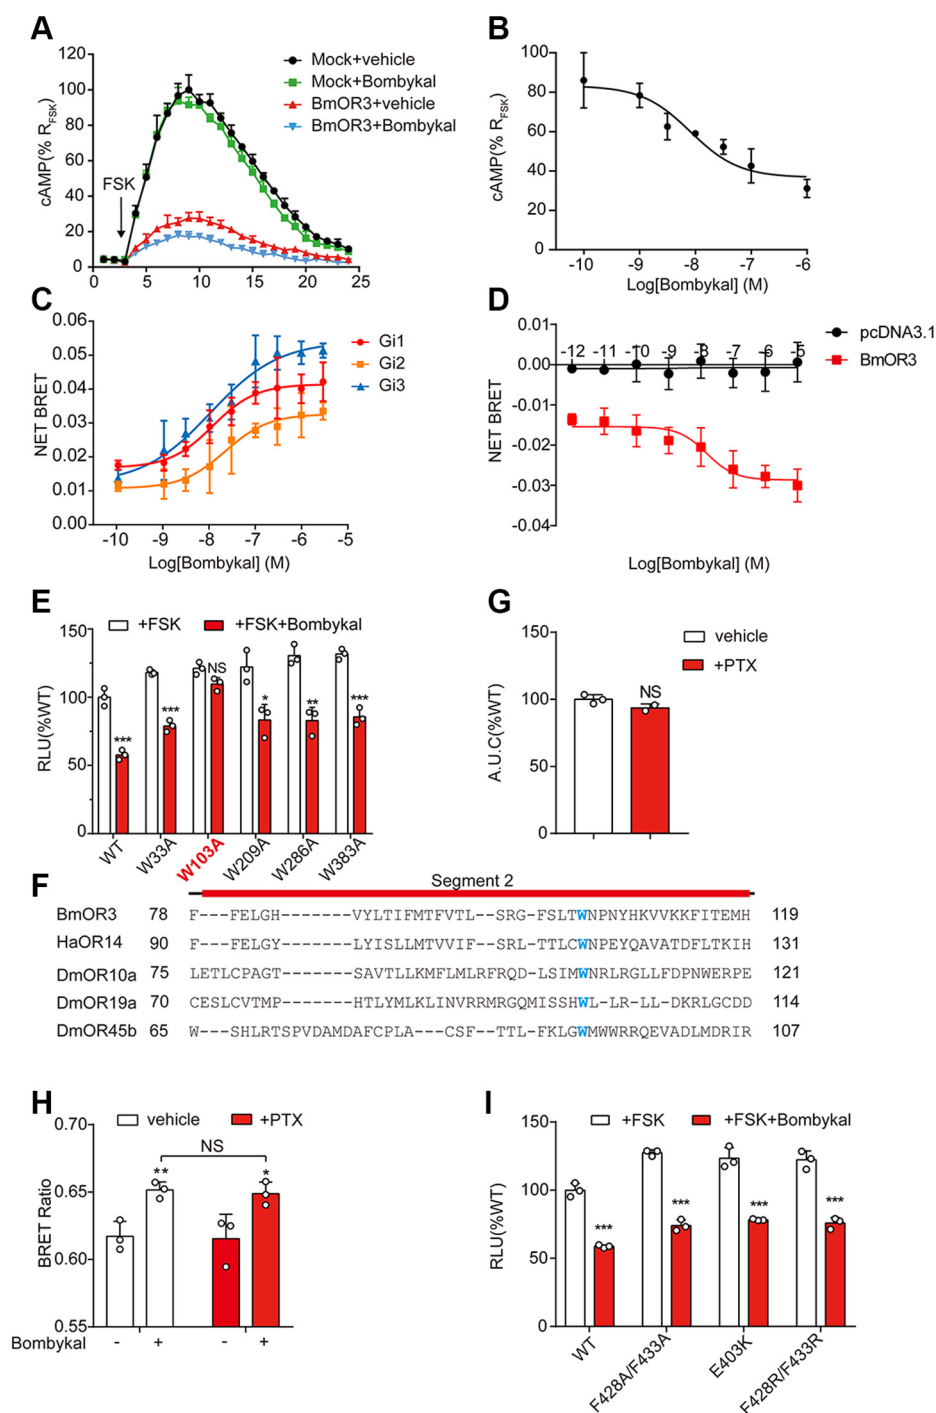 A
cAMP(% RFSK)
120
100
80
60
40
20
0
FSK
Mock+vehicle
Mock+Bombykal
BmOR3+vehicle
BmOR3+Bombykal
0 5 10 15 20 25
B
cAMP(% RFSK)
100
80
60
40
20
0
-10 -9 -8 -7 -6
Log[Bombykal] (M)
C
NET BRET
0.06
0.05
0.04
0.03
0.02
0.01
0.00
Gi1
Gi2
Gi3
-10 -9 -8 -7 -6 -5
Log[Bombykal] (M)
D
NET BRET
0.01
0.00
-0.01
-0.02
-0.03
-0.04
-12 -11 -10 -9 -8 -7 -6 -5
pcDNA3.1
BmOR3
Log[Bombykal] (M)
E
+FSK +FSK+Bombykal
RLU(%WT)
150
100
50
0
*** *** NS * ** ***
WT W33A W103A W209A W286A W383A
G
vehicle
+PTX
A.U.C(%WT)
150
100
50
0
NS
F
Segment 2
BmOR3 78 F---FELGH-------VYLTIFMTFVTL--SRG-FSLTWNPNYHKVVKKFITEMH 119
HaOR14 90 F---FELGY-------LYISLLMTVVIF--SRL-TTLCWNPEYQAVATDFLTKIH 131
DmOR10a 75 LETLCPAGT-------SAVTLLKMFLMLRFRQD-LSIMWNRLRGLLFDPNWERPE 121
DmOR19a 70 CESLCVTMP-------HTLYMLKLINVRRMRGQMISSHWL-LR-LL-DKRLGCDD 114
DmOR45b 65 W---SHLRTSPVDAMDAFCPLA---CSF-TTL-FKLGWMWWRRQEVADLMDRIR 107
H
vehicle +PTX
BRET Ratio
0.70
0.65
0.60
0.55
NS
** *
Bombykal - + - +
I
+FSK +FSK+Bombykal
RLU(%WT)
150
100
50
0
*** *** *** ***
WT F428A/F433A E403K F428R/F433R